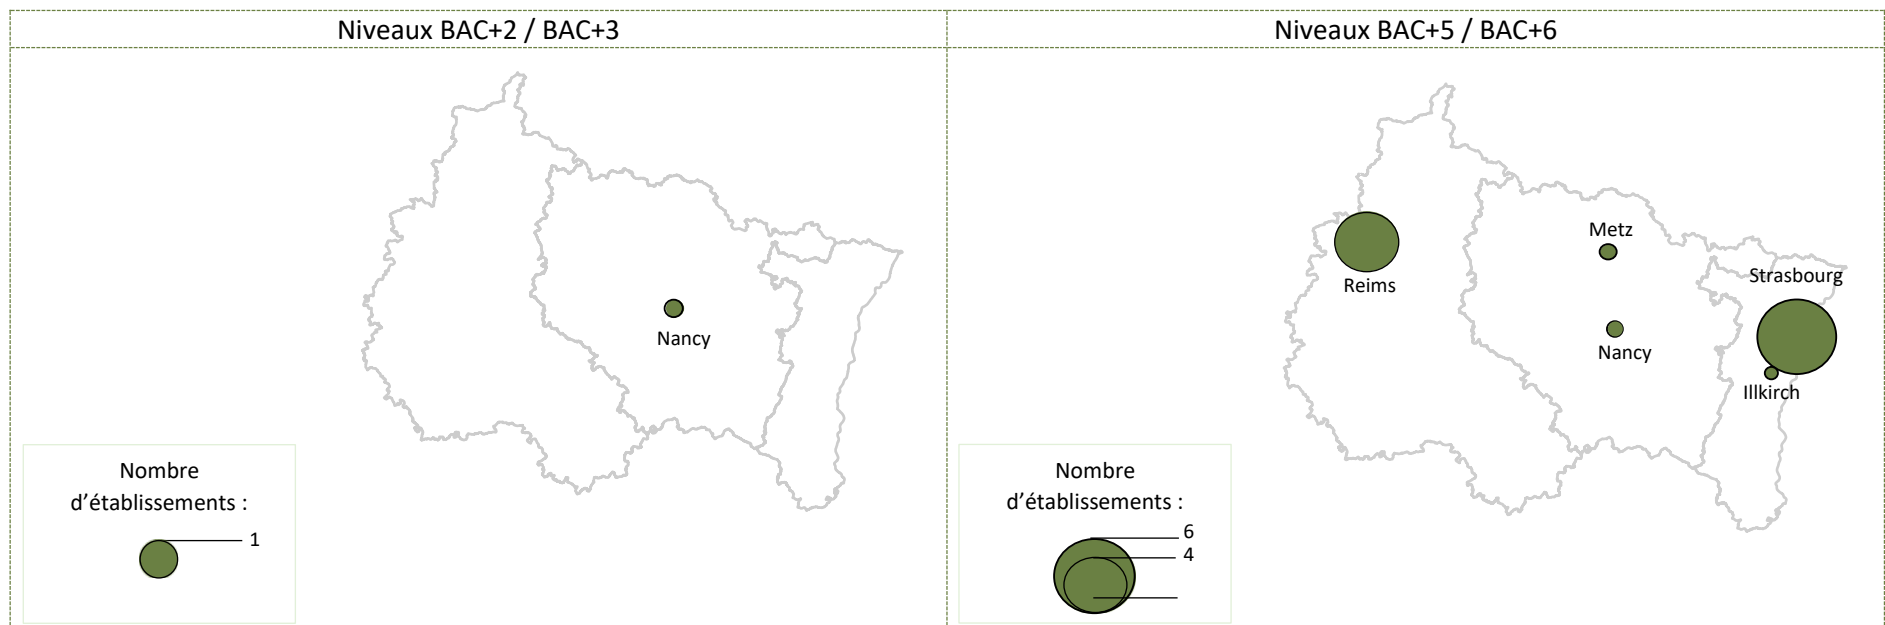 Niveaux BAC+2 / BAC+3
Nancy
Nombre
d’établissements :
1
Niveaux BAC+5 / BAC+6
Metz
Strasbourg
Reims
Nancy
Illkirch
Nombre
d’établissements :
6
4